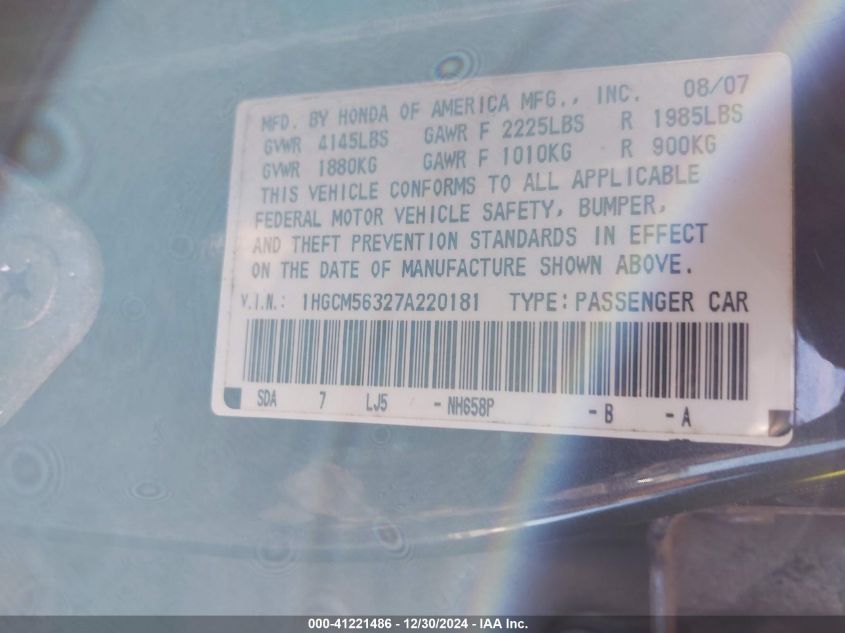 MFD. BY HONDA OF AMERICA MFG., INC. 08/07
GVWR 4145LBS GAWR F 2225LBS R 1985LBS
GVWR 1880KG GAWR F 1010KG R 900KG
THIS VEHICLE CONFORMS TO ALL APPLICABLE
FEDERAL MOTOR VEHICLE SAFETY, BUMPER,
AND THEFT PREVENTION STANDARDS IN EFFECT
ON THE DATE OF MANUFACTURE SHOWN ABOVE.
V.I.N.: 1HGCM56327A220181 TYPE: PASSENGER CAR
SDA 7 LJ5 - NH658P - B - A
000-41221486 - 12/30/2024 - IAA Inc.